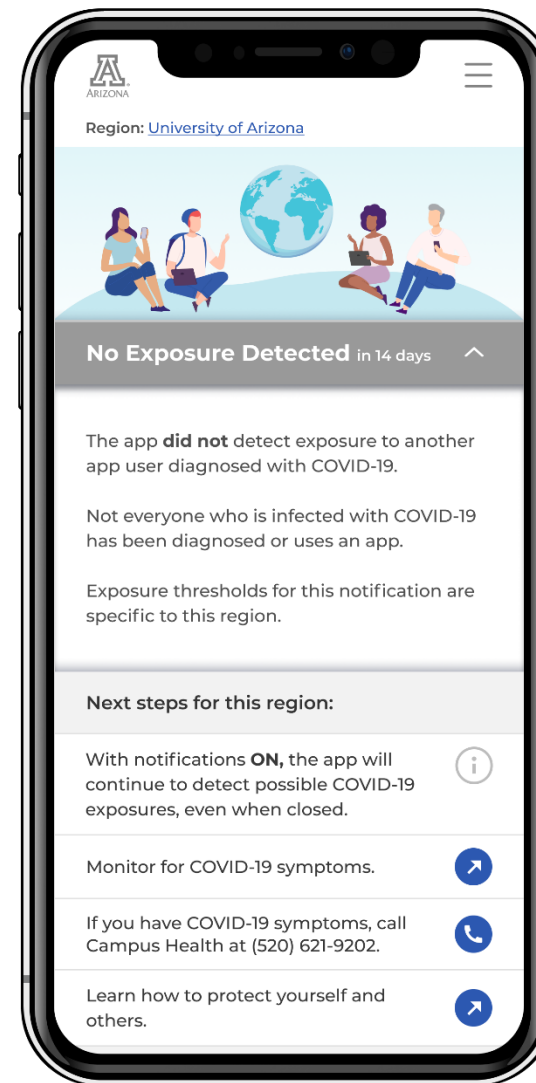 ARIZONA
Region: University of Arizona
No Exposure Detected in 14 days
The app did not detect exposure to another
app user diagnosed with COVID-19.
Not everyone who is infected with COVID-19
has been diagnosed or uses an app.
Exposure thresholds for this notification are
specific to this region.
Next steps for this region:
With notifications ON, the app will
continue to detect possible COVID-19
exposures, even when closed.
Monitor for COVID-19 symptoms.
If you have COVID-19 symptoms, call
Campus Health at (520) 621-9202.
Learn how to protect yourself and
others.